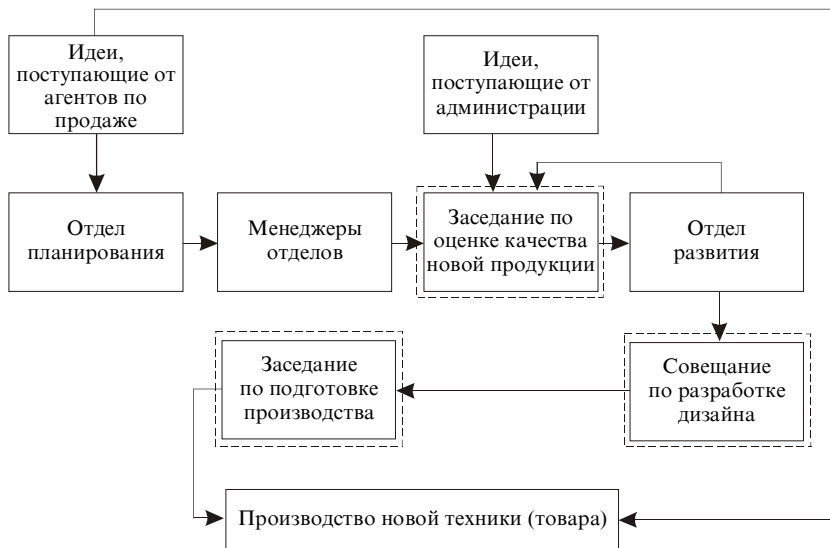 Идеи,
поступающие от
агентов по
продаже
Идеи,
поступающие от
администрации
Отдел
планирования
Менеджеры
отделов
Заседание по
оценке качества
новой продукции
Отдел
развития
Заседание
по подготовке
производства
Совещание
по разработке
дизайна
Производство новой техники (товара)